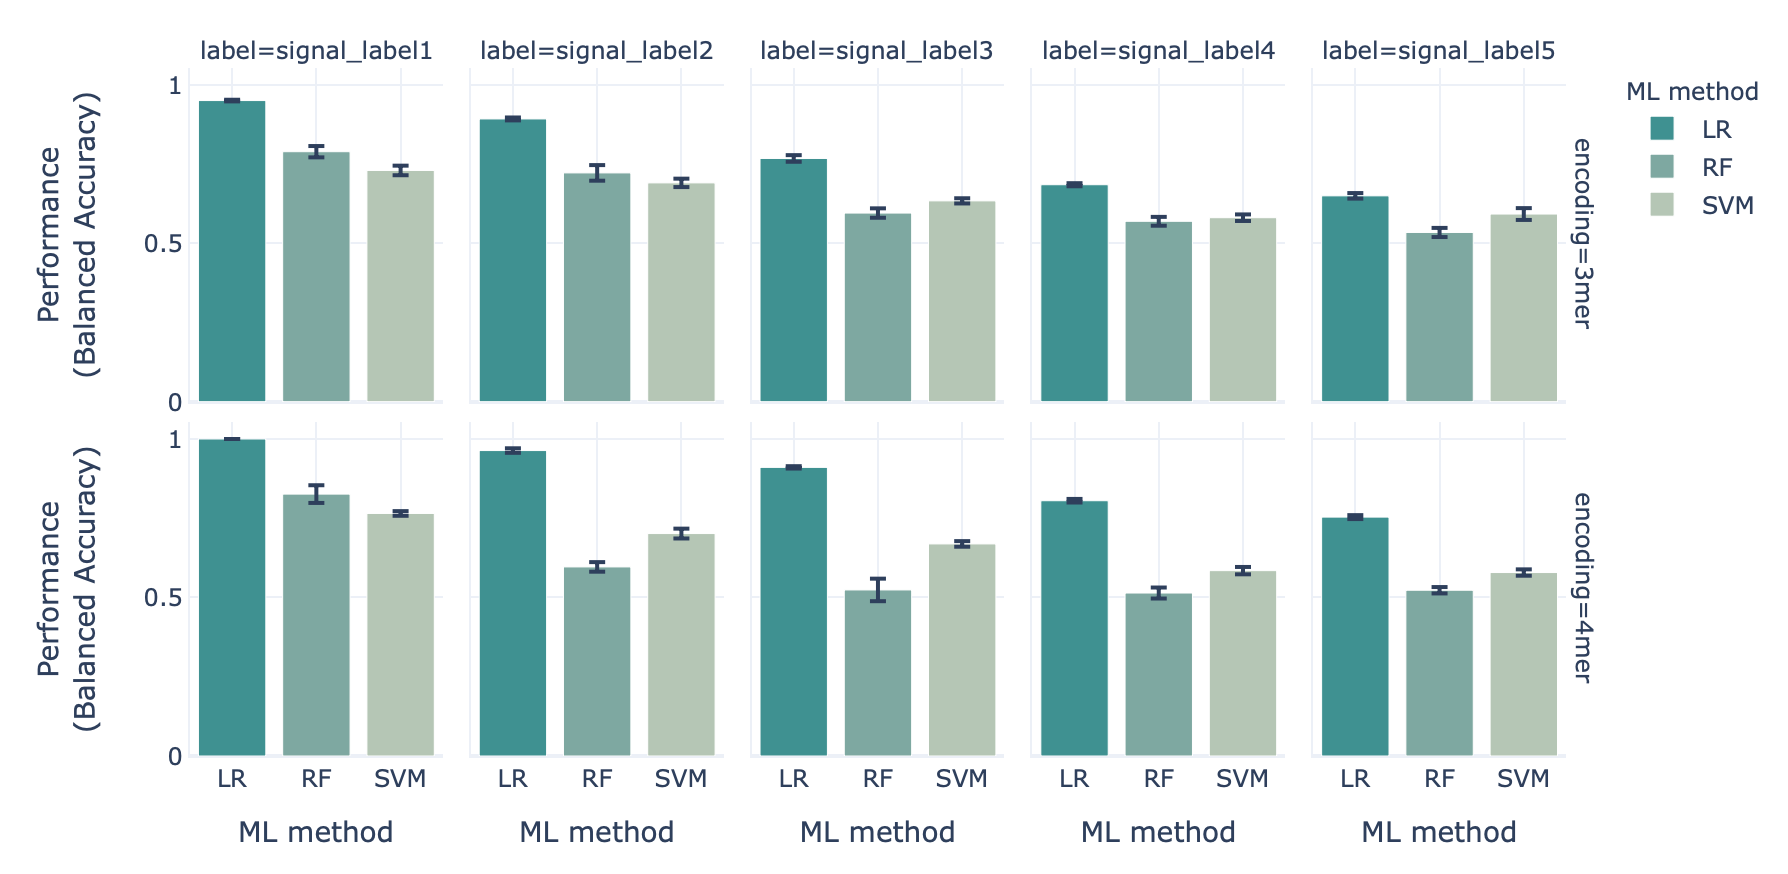 label=signal_label1
label=signal_label2
label=signal_label3
label=signal_label4
label=signal_label5
ML method
LR
RF
SVM
Performance
(Balanced Accuracy)
1
0.5
0
encoding=3mer
Performance
(Balanced Accuracy)
1
0.5
0
encoding=4mer
LR RF SVM
LR RF SVM
LR RF SVM
LR RF SVM
LR RF SVM
ML method
ML method
ML method
ML method
ML method